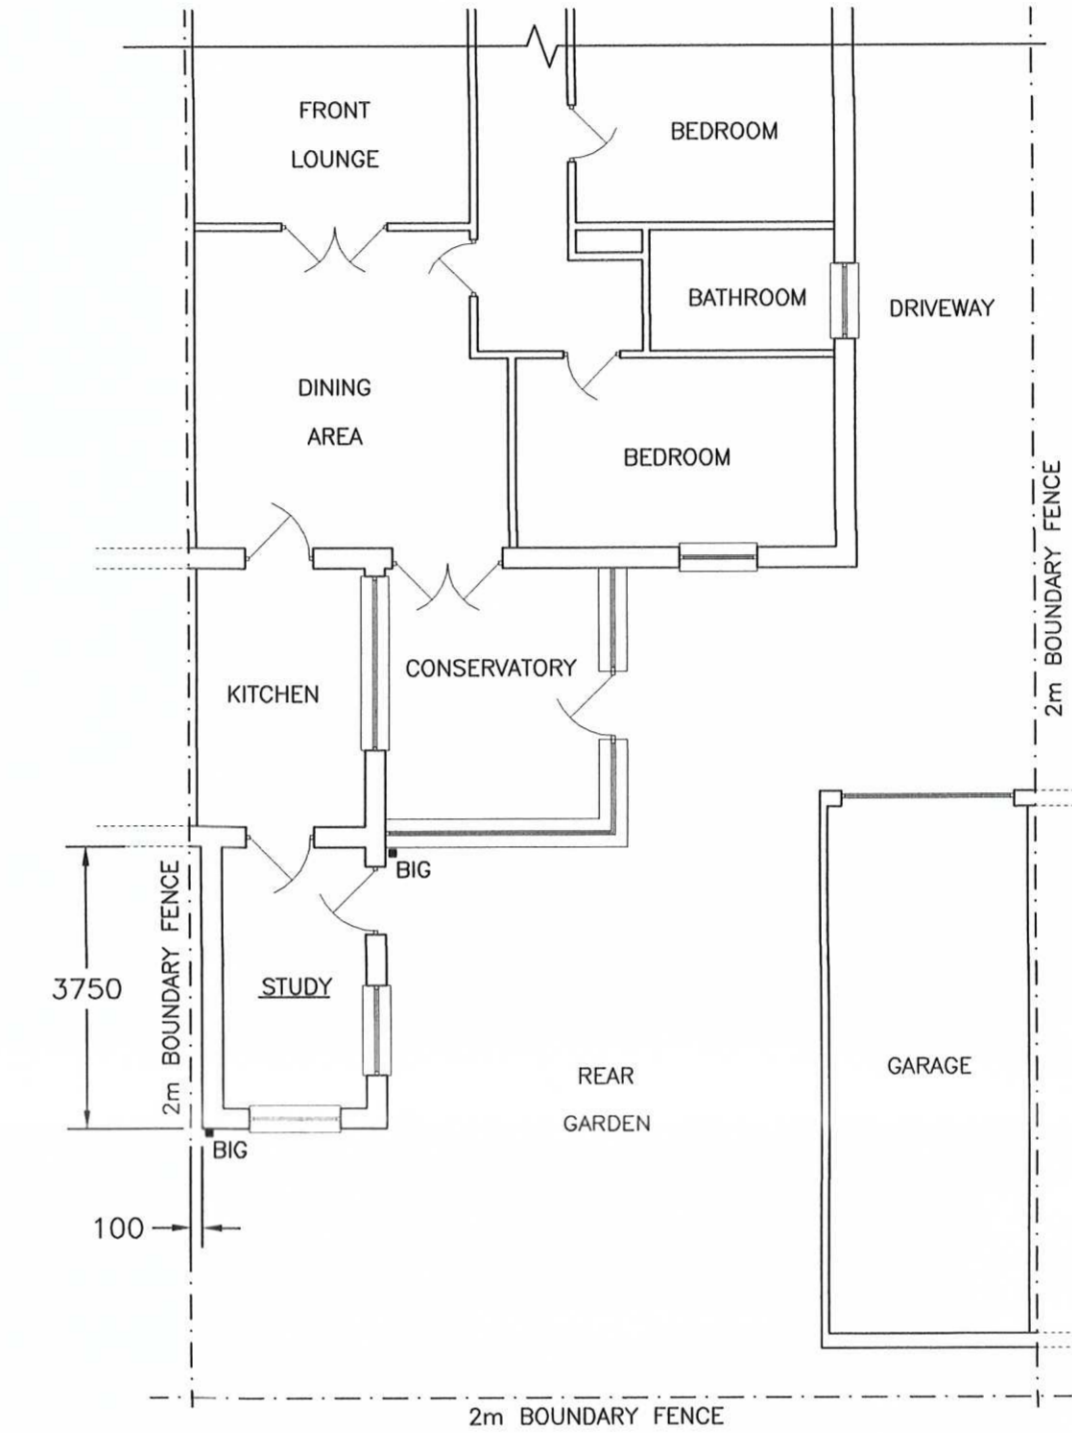 FRONT
LOUNGE
BEDROOM
BATHROOM
DRIVEWAY
DINING
AREA
BEDROOM
2m BOUNDARY FENCE
KITCHEN
CONSERVATORY
BIG
2m BOUNDARY FENCE
3750
STUDY
REAR
GARDEN
GARAGE
BIG
100
2m BOUNDARY FENCE